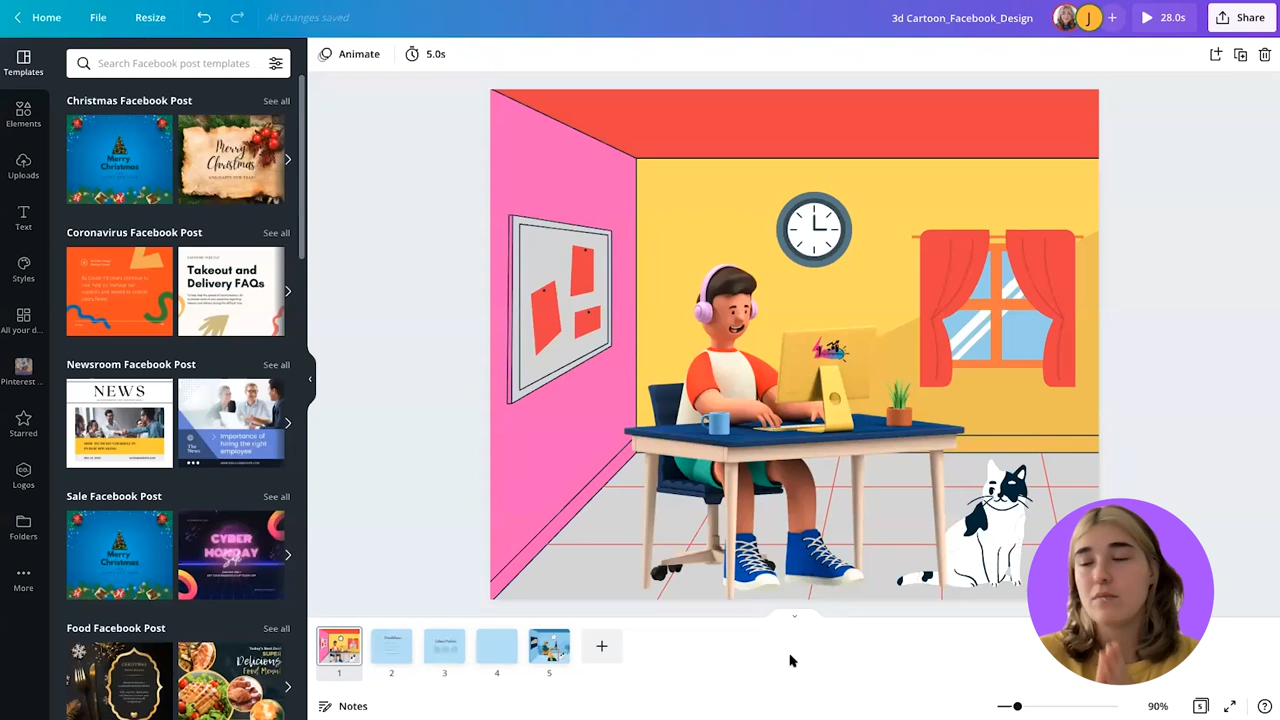 Home
File
Resize
All changes saved
3d Cartoon_Facebook_Design
J
28.0s
Share
Templates
Elements
Uploads
Text
Styles
All your d...
Pinterest ...
Starred
Logos
Folders
More
Search Facebook post templates
Animate
5.0s
Christmas Facebook Post
See all
Merry
Christmas
Merry
Christmas
Coronavirus Facebook Post
See all
Takeout and
Delivery FAQs
Newsroom Facebook Post
See all
NEWS
Importance of
hiring the right
employee
Sale Facebook Post
See all
Merry
Christmas
CYBER
MONDAY
Food Facebook Post
See all
SUPER
Delicious
Food Menu
1
2
3
4
5
Notes
90%
5